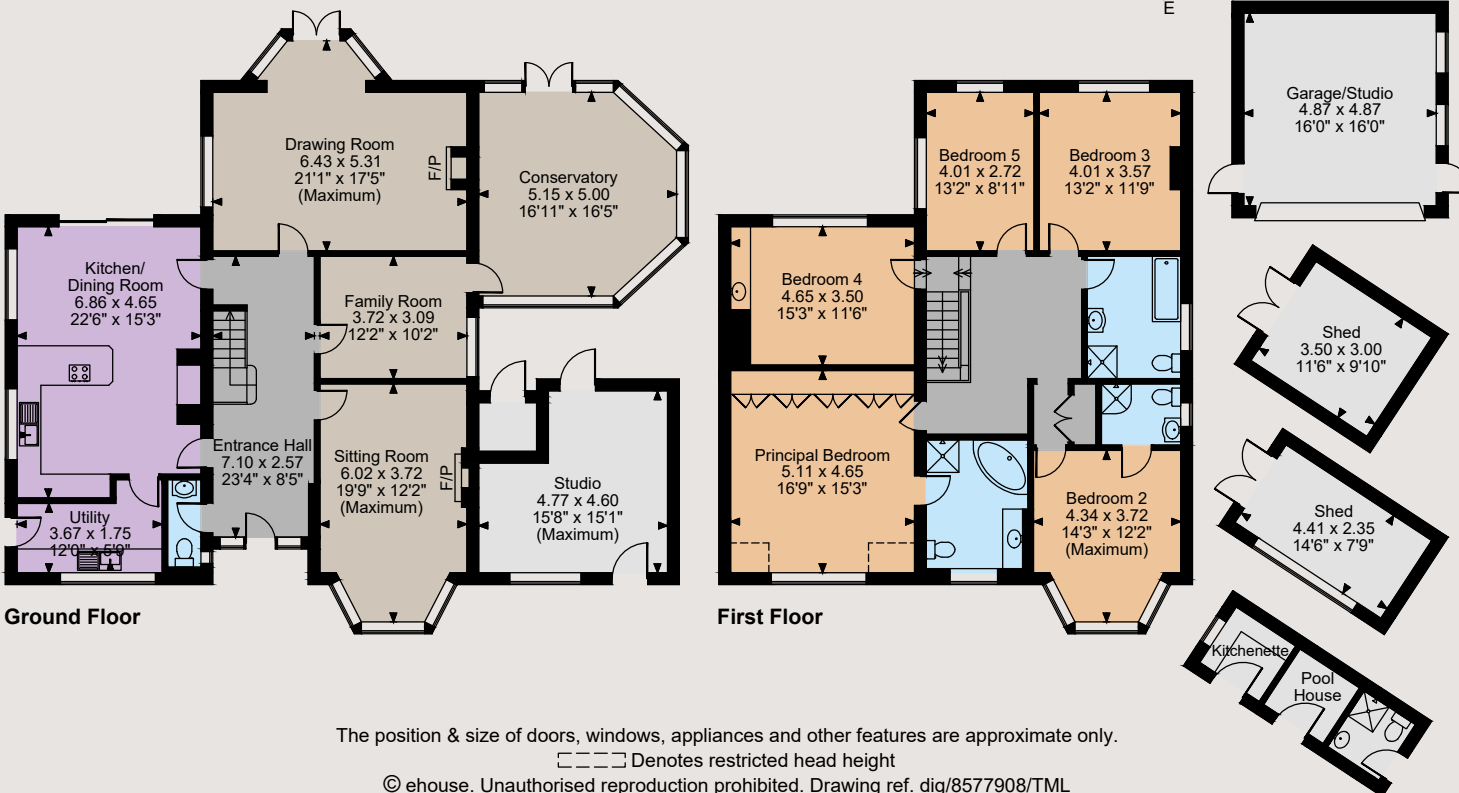 E
Drawing Room
6.43 x 5.31
21'1" x 17'5"
(Maximum)
F/P
Conservatory
5.15 x 5.00
16'11" x 16'5"
Kitchen/
Dining Room
6.86 x 4.65
22'6" x 15'3"
Family Room
3.72 x 3.09
12'2" x 10'2"
Entrance Hall
7.10 x 2.57
23'4" x 8'5"
Sitting Room
6.02 x 3.72
19'9" x 12'2"
(Maximum)
F/P
Studio
4.77 x 4.60
15'8" x 15'1"
(Maximum)
Utility
3.67 x 1.75
12'0" x 5'9"
Ground Floor
Bedroom 5
4.01 x 2.72
13'2" x 8'11"
Bedroom 3
4.01 x 3.57
13'2" x 11'9"
Bedroom 4
4.65 x 3.50
15'3" x 11'6"
Principal Bedroom
5.11 x 4.65
16'9" x 15'3"
Bedroom 2
4.34 x 3.72
14'3" x 12'2"
(Maximum)
First Floor
Garage/Studio
4.87 x 4.87
16'0" x 16'0"
Shed
3.50 x 3.00
11'6" x 9'10"
Shed
4.41 x 2.35
14'6" x 7'9"
Kitchenette
Pool
House
The position & size of doors, windows, appliances and other features are approximate only.
Denotes restricted head height
© ehouse. Unauthorised reproduction prohibited. Drawing ref. dig/8577908/TML